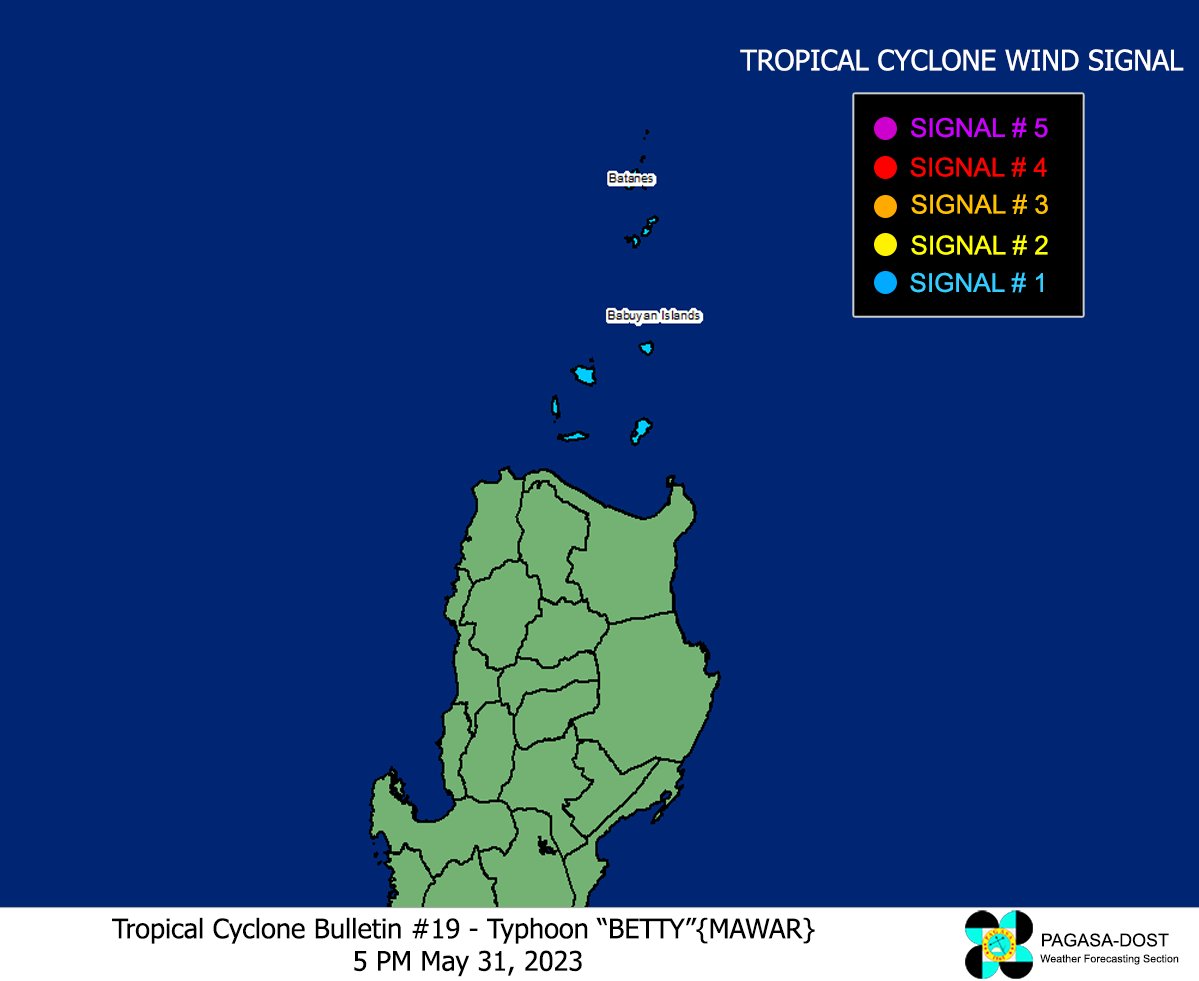 TROPICAL CYCLONE WIND SIGNAL
SIGNAL # 5
SIGNAL # 4
SIGNAL # 3
SIGNAL # 2
SIGNAL # 1
Batanes
Babuyan Islands
Tropical Cyclone Bulletin #19 - Typhoon “BETTY”{MAWAR}
5 PM May 31, 2023
PAGASA-DOST
Weather Forecasting Section